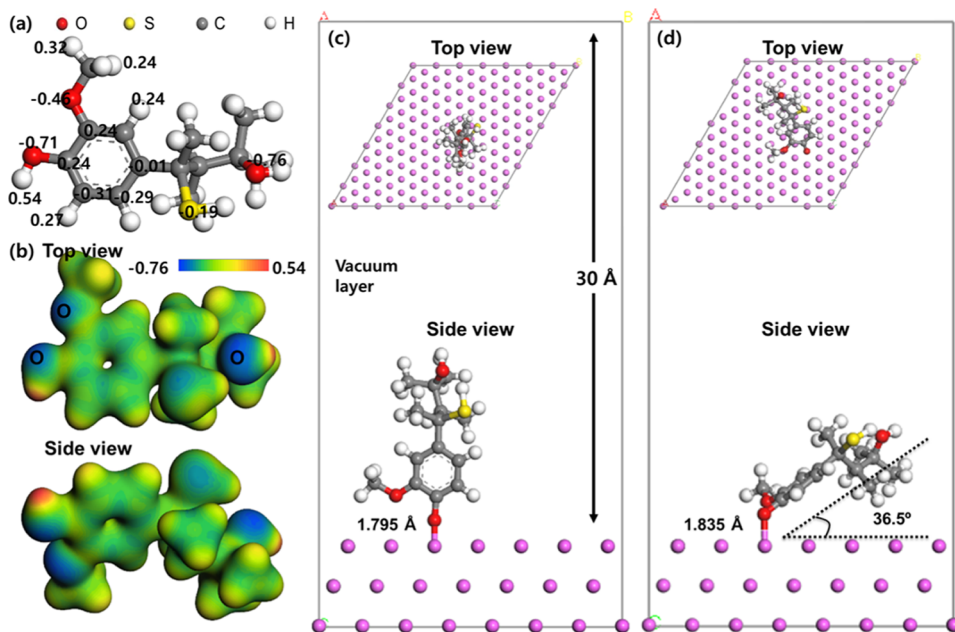 (a) O S C H
0.32
0.24
-0.46
0.24
0.24
-0.71
0.24
-0.01
-0.76
0.54
-0.31
-0.29
-0.19
0.27
(b) Top view
-0.76 0.54
O
O
O
Side view
A B
(c)
Top view
Vacuum
layer
30 Å
Side view
1.795 Å
A
(d)
Top view
Side view
1.835 Å
36.5º